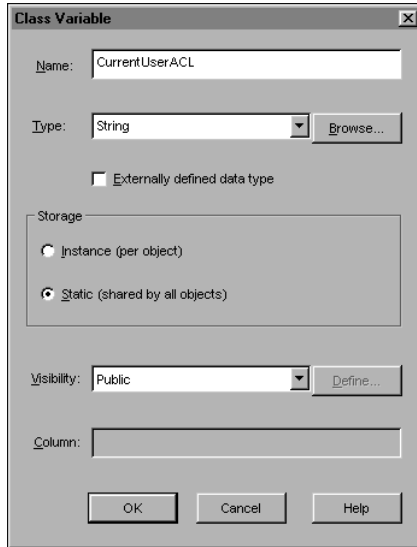 Class Variable
Name: CurrentUserACL
Type: String Browse...
Externally defined data type
Storage
Instance (per object)
Static (shared by all objects)
Visibility: Public Define...
Column:
OK Cancel Help